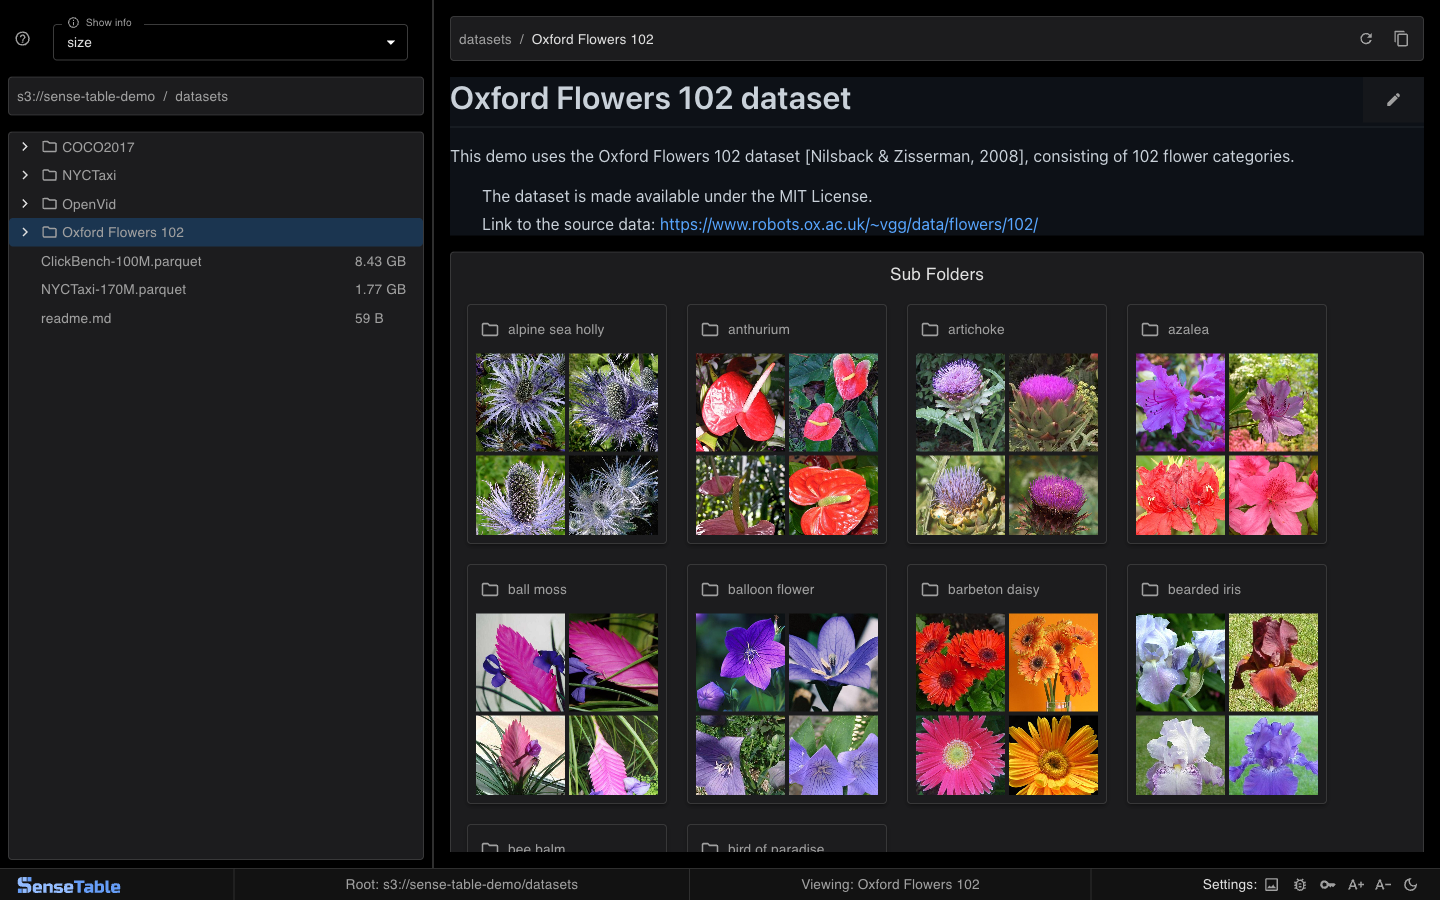 Show info
size
s3://sense-table-demo / datasets
COCO2017
NYCTaxi
OpenVid
Oxford Flowers 102
ClickBench-100M.parquet 8.43 GB
NYCTaxi-170M.parquet 1.77 GB
readme.md 59 B
datasets / Oxford Flowers 102
Oxford Flowers 102 dataset
This demo uses the Oxford Flowers 102 dataset [Nilsback & Zisserman, 2008], consisting of 102 flower categories.
The dataset is made available under the MIT License.
Link to the source data: https://www.robots.ox.ac.uk/~vgg/data/flowers/102/
Sub Folders
alpine sea holly
anthurium
artichoke
azalea
ball moss
balloon flower
barbeton daisy
bearded iris
bee balm
bird of paradise
SenseTable
Root: s3://sense-table-demo/datasets
Viewing: Oxford Flowers 102
Settings: A+ A-